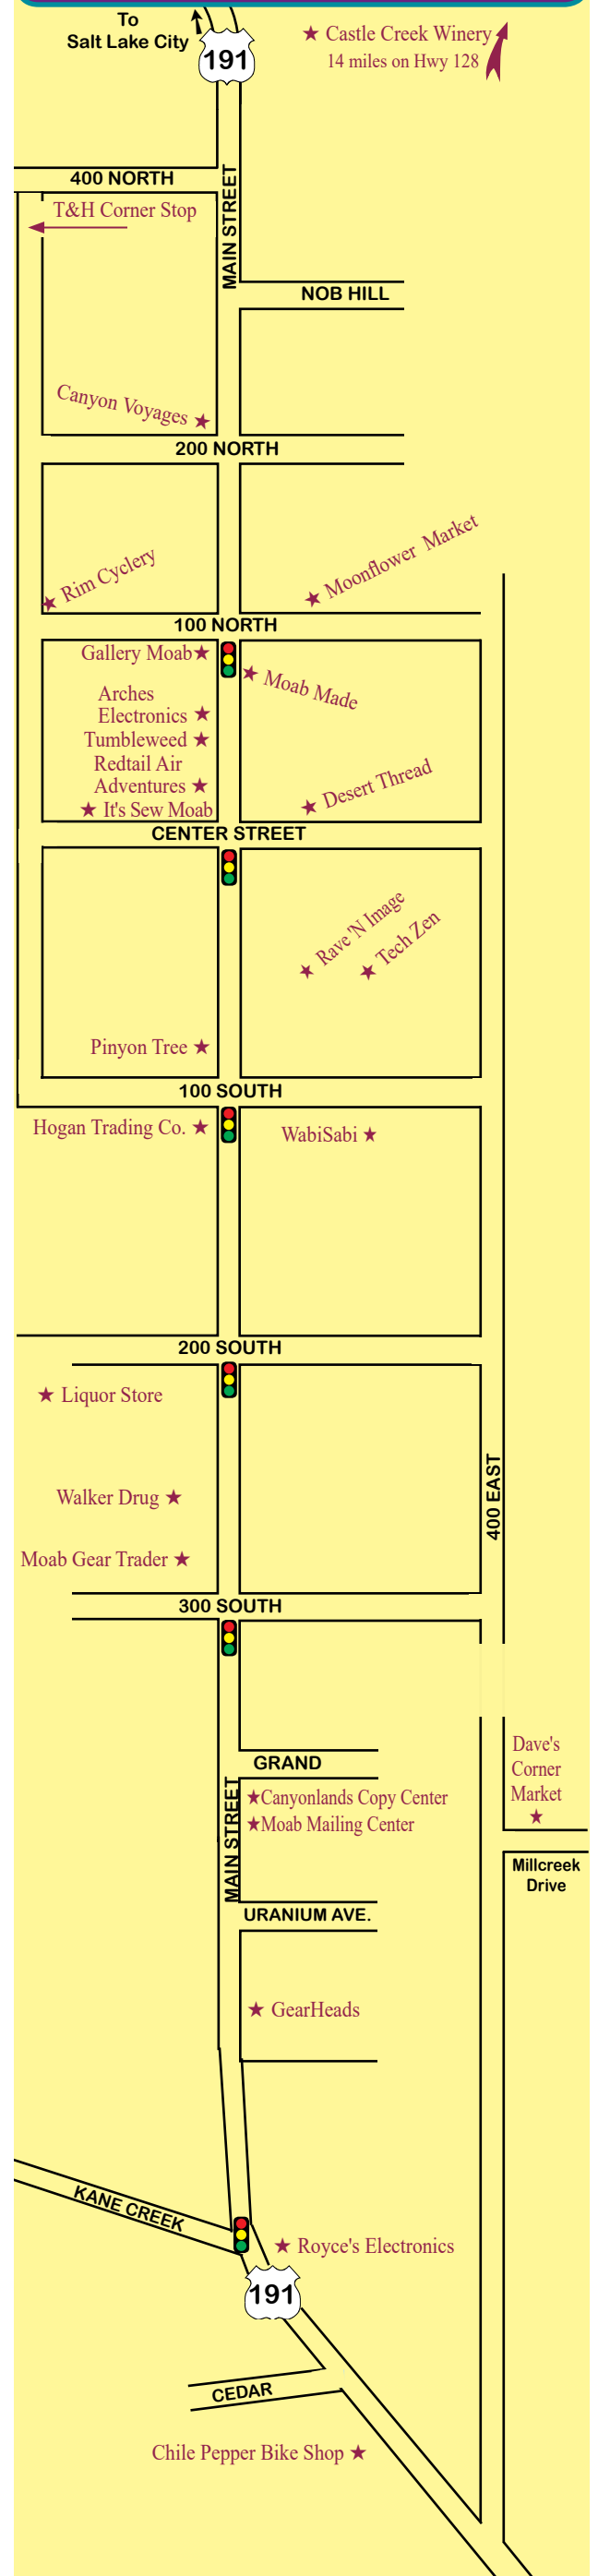 To
Salt Lake City
191
★ Castle Creek Winery
14 miles on Hwy 128
400 NORTH
MAIN STREET
T&H Corner Stop
NOB HILL
Canyon Voyages ★
200 NORTH
★ Rim Cyclery
★ Moonflower Market
100 NORTH
Gallery Moab★
★ Moab Made
Arches
Electronics ★
Tumbleweed ★
Redtail Air
Adventures ★
★ Desert Thread
★ It's Sew Moab
CENTER STREET
★ Rave 'N Image
★ Tech Zen
Pinyon Tree ★
100 SOUTH
Hogan Trading Co. ★
WabiSabi ★
200 SOUTH
★ Liquor Store
400 EAST
Walker Drug ★
Moab Gear Trader ★
300 SOUTH
GRAND
Dave's
Corner
Market
★
MAIN STREET
★Canyonlands Copy Center
★Moab Mailing Center
Millcreek
Drive
URANIUM AVE.
★ GearHeads
KANE CREEK
★ Royce's Electronics
191
CEDAR
Chile Pepper Bike Shop ★